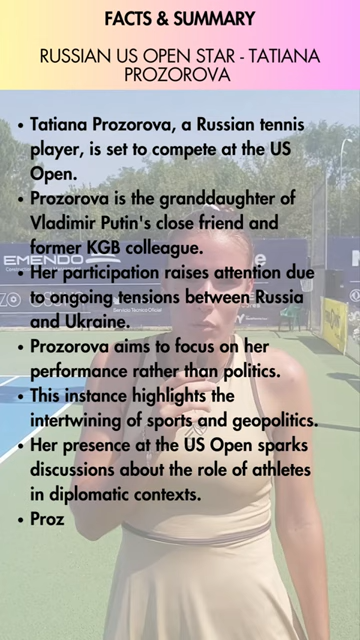 FACTS & SUMMARY
RUSSIAN US OPEN STAR - TATIANA
PROZOROVA
• Tatiana Prozorova, a Russian tennis
player, is set to compete at the US
Open.
• Prozorova is the granddaughter of
Vladimir Putin's close friend and
former KGB colleague.
EMENDO
• Her participation raises attention due
to ongoing tensions between Russia
Servicio Técnico Oficial
and Ukraine.
• Prozorova aims to focus on her
performance rather than politics.
• This instance highlights the
intertwining of sports and geopolitics.
• Her presence at the US Open sparks
discussions about the role of athletes
in diplomatic contexts.
• Proz